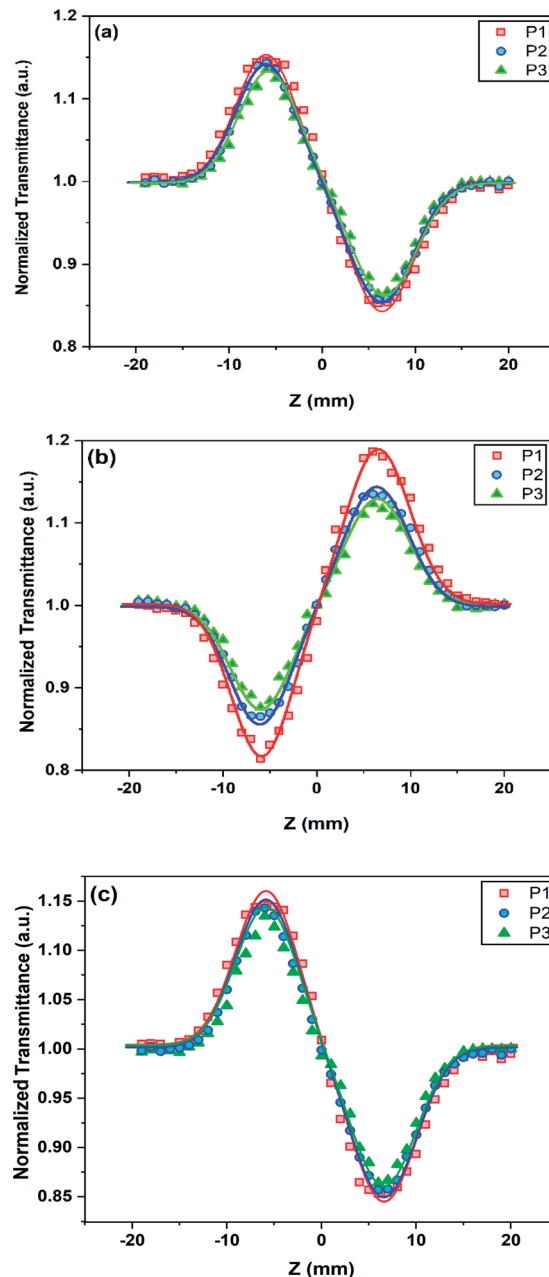 (a)
P1
P2
P3
Normalized Transmittance (a.u.)
1.2
1.1
1.0
0.9
0.8
-20 -10 0 10 20
Z (mm)
(b)
P1
P2
P3
Normalized Transmittance (a.u.)
1.2
1.1
1.0
0.9
0.8
-20 -10 0 10 20
Z (mm)
(c)
P1
P2
P3
Normalized Transmittance (a.u.)
1.15
1.10
1.05
1.00
0.95
0.90
0.85
-20 -10 0 10 20
Z (mm)